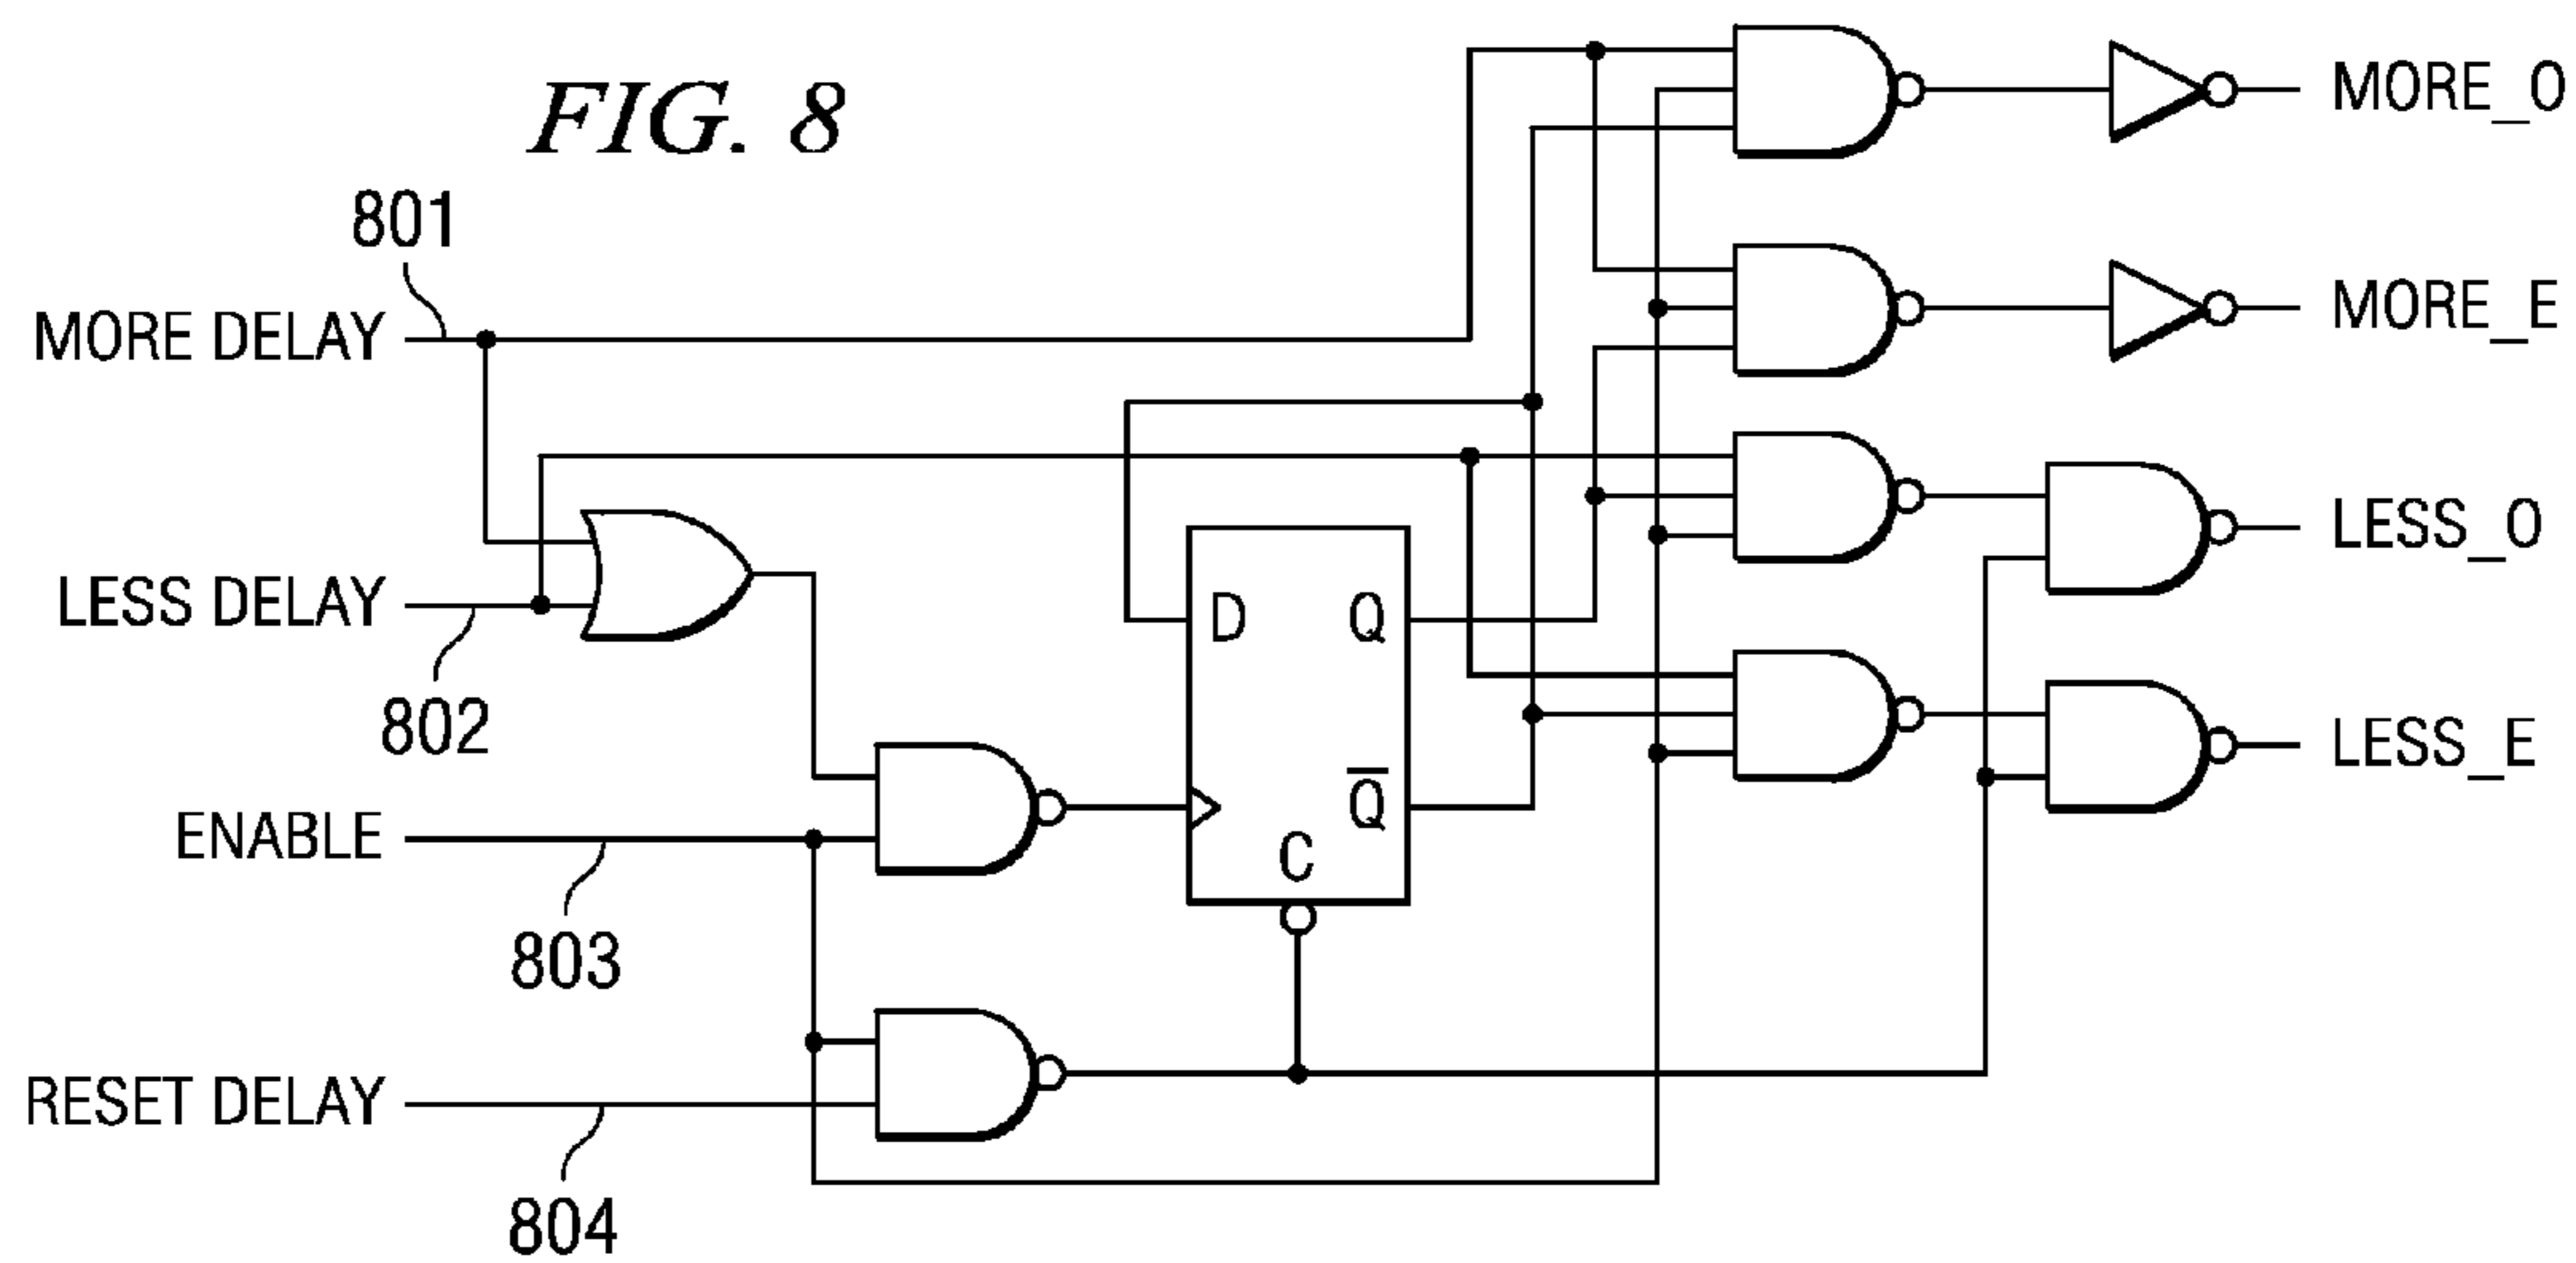 FIG. 8
801
MORE DELAY
LESS DELAY
802
ENABLE
803
RESET DELAY
804
D
Q
Q̅
C
MORE_O
MORE_E
LESS_O
LESS_E